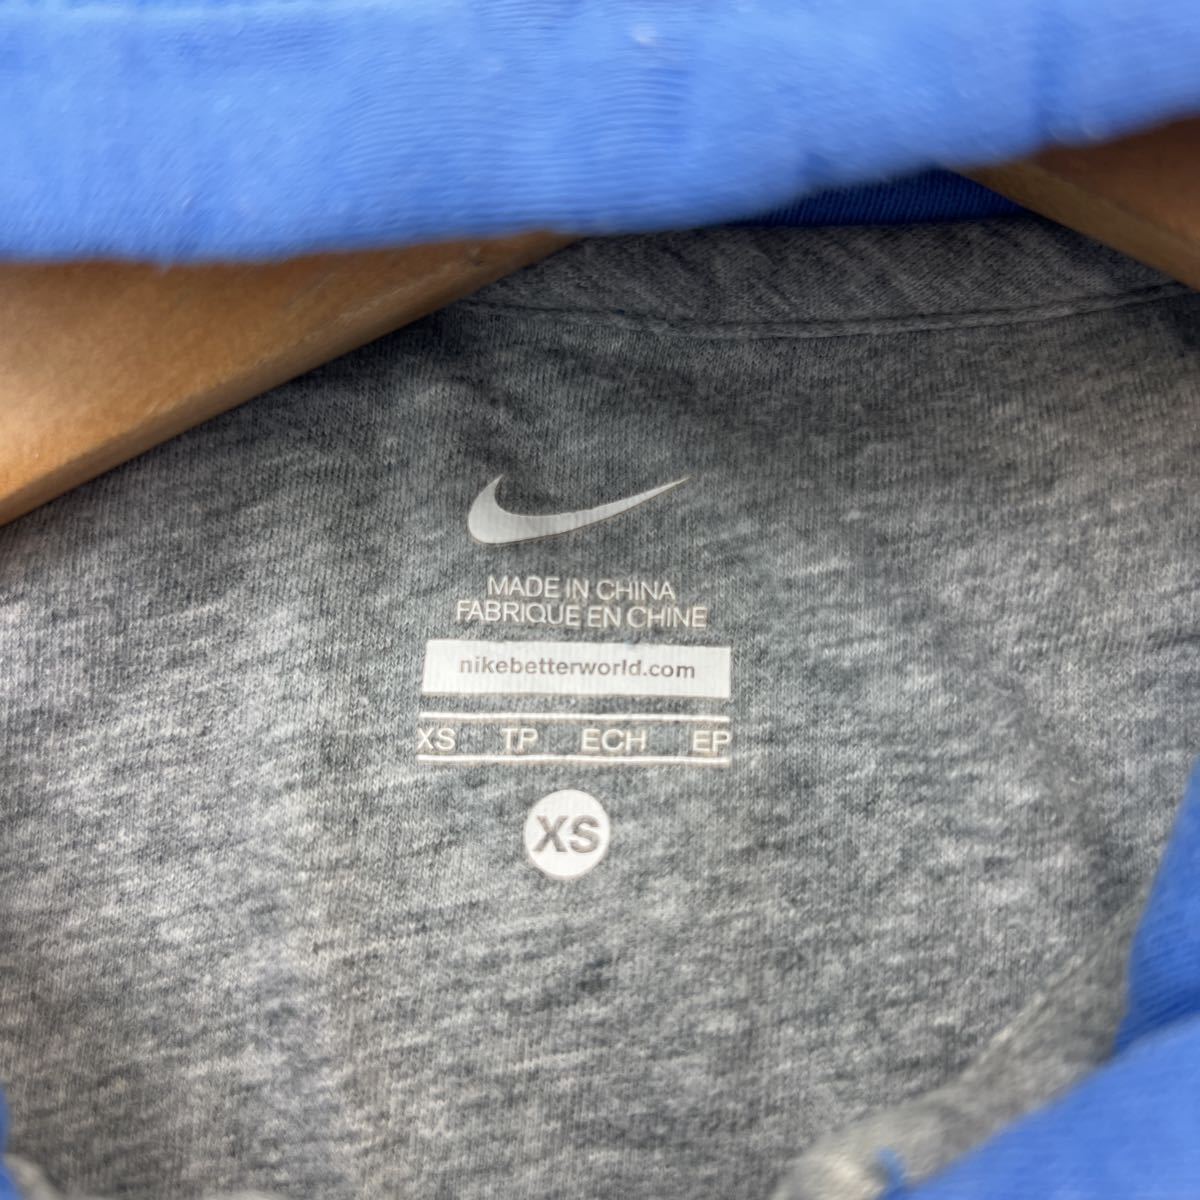 MADE IN CHINA
FABRIQUE EN CHINE
nikebetterworld.com
XS TP ECH EP
XS